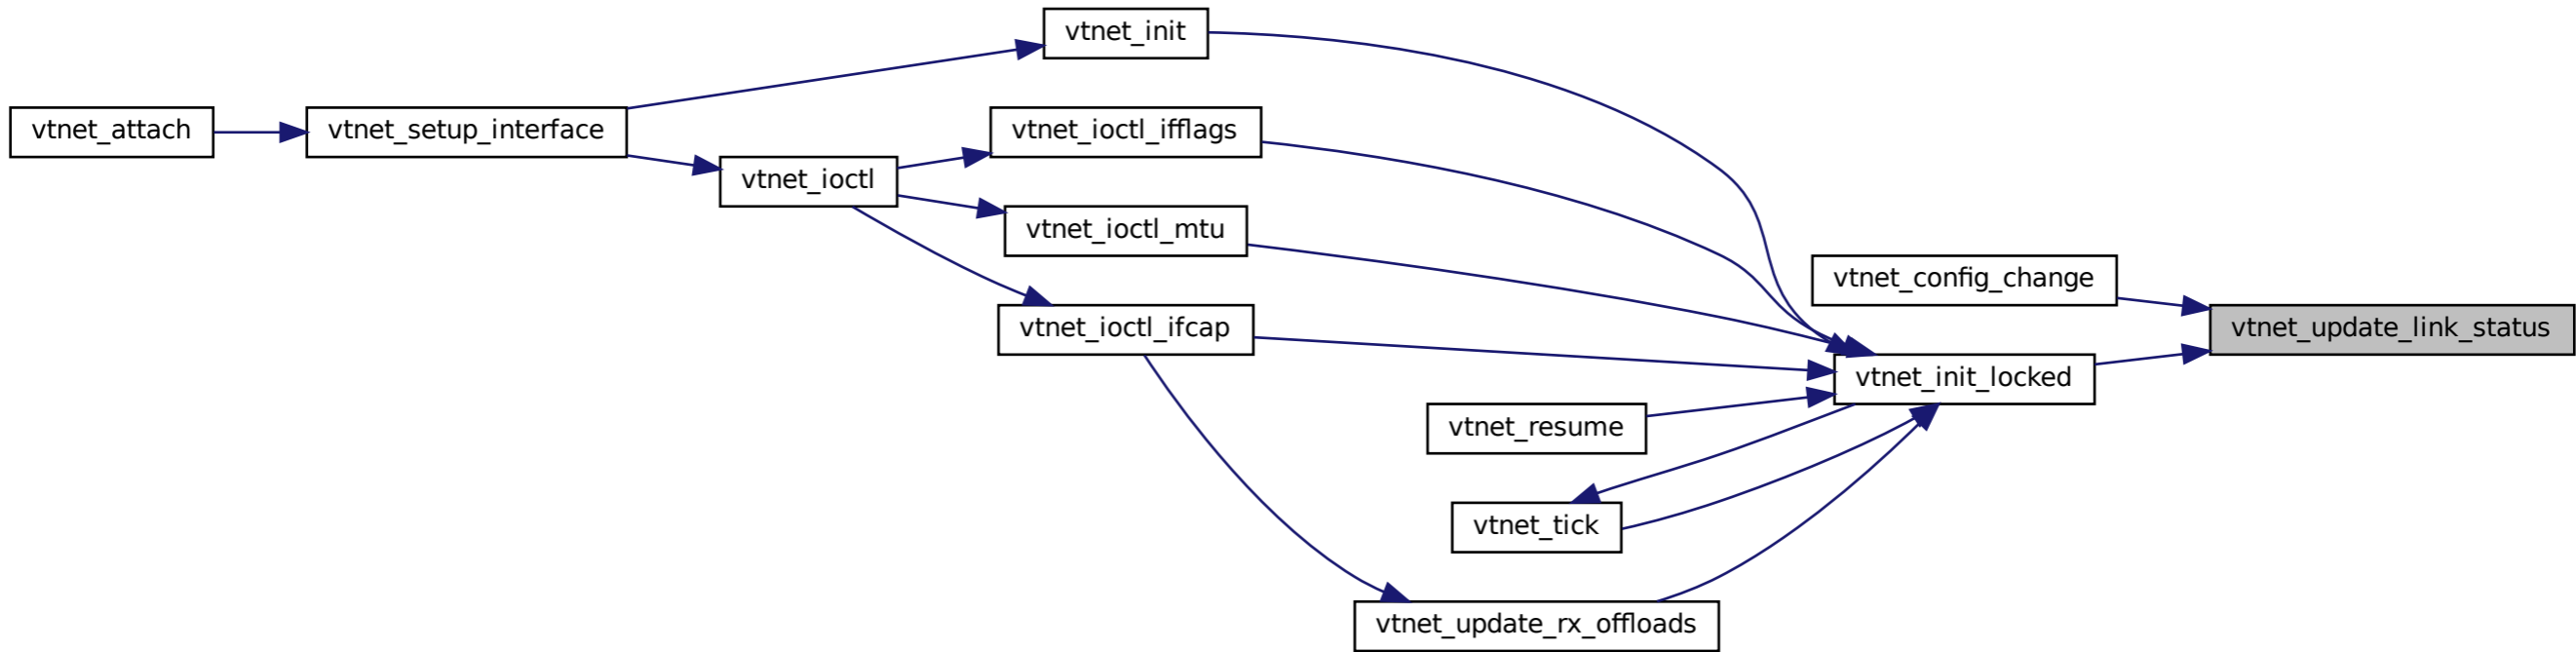 vtnet_init
vtnet_attach
vtnet_setup_interface
vtnet_ioctl_ifflags
vtnet_ioctl
vtnet_ioctl_mtu
vtnet_config_change
vtnet_ioctl_ifcap
vtnet_update_link_status
vtnet_init_locked
vtnet_resume
vtnet_tick
vtnet_update_rx_offloads